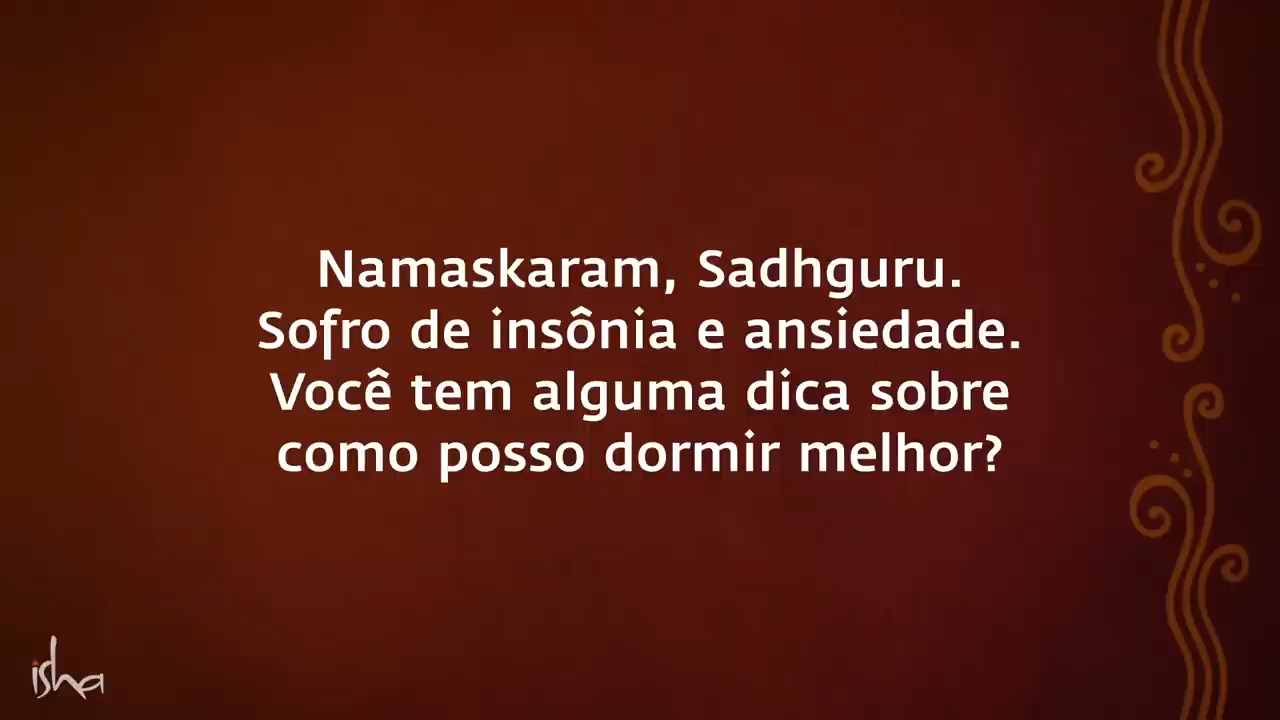 Namaskaram, Sadhguru.
Sofro de insônia e ansiedade.
Você tem alguma dica sobre
como posso dormir melhor?
isha